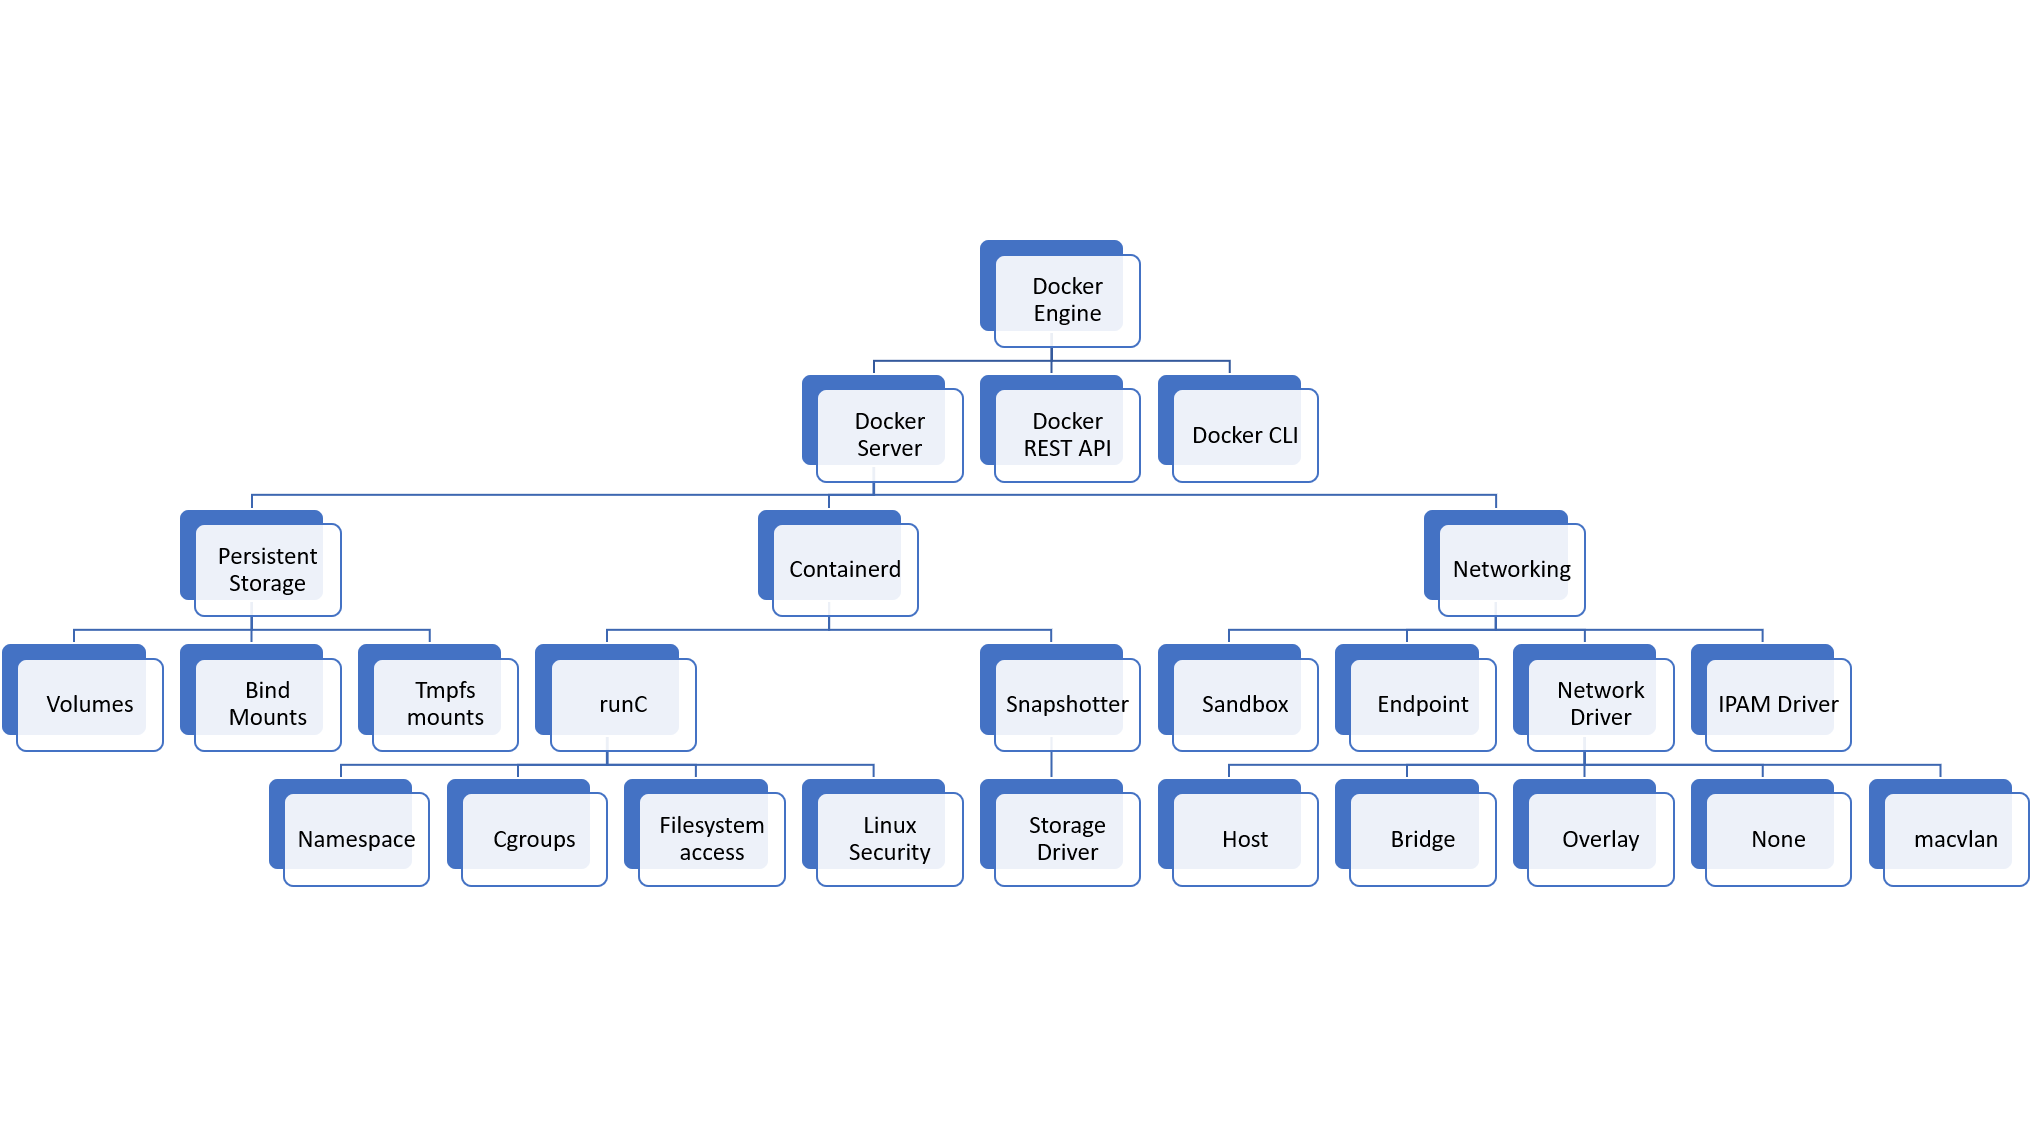 Docker
Engine
Docker
Server
Docker
REST API
Docker CLI
Persistent
Storage
Containerd
Networking
Volumes
Bind
Mounts
Tmpfs
mounts
runC
Snapshotter
Sandbox
Endpoint
Network
Driver
IPAM Driver
Namespace
Cgroups
Filesystem
access
Linux
Security
Storage
Driver
Host
Bridge
Overlay
None
macvlan